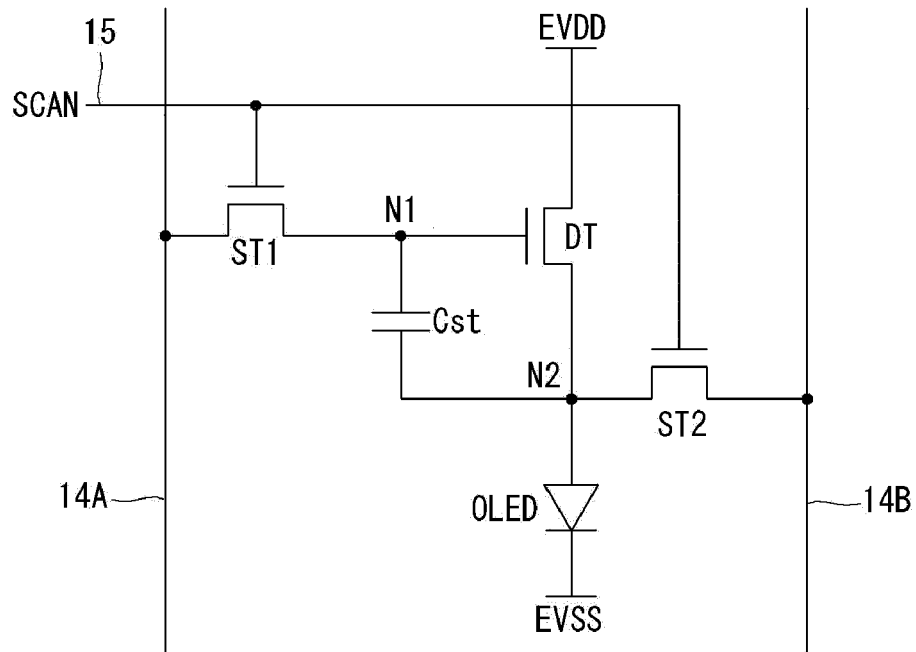 15
EVDD
SCAN
N1
DT
ST1
Cst
N2
ST2
14A
OLED
14B
EVSS